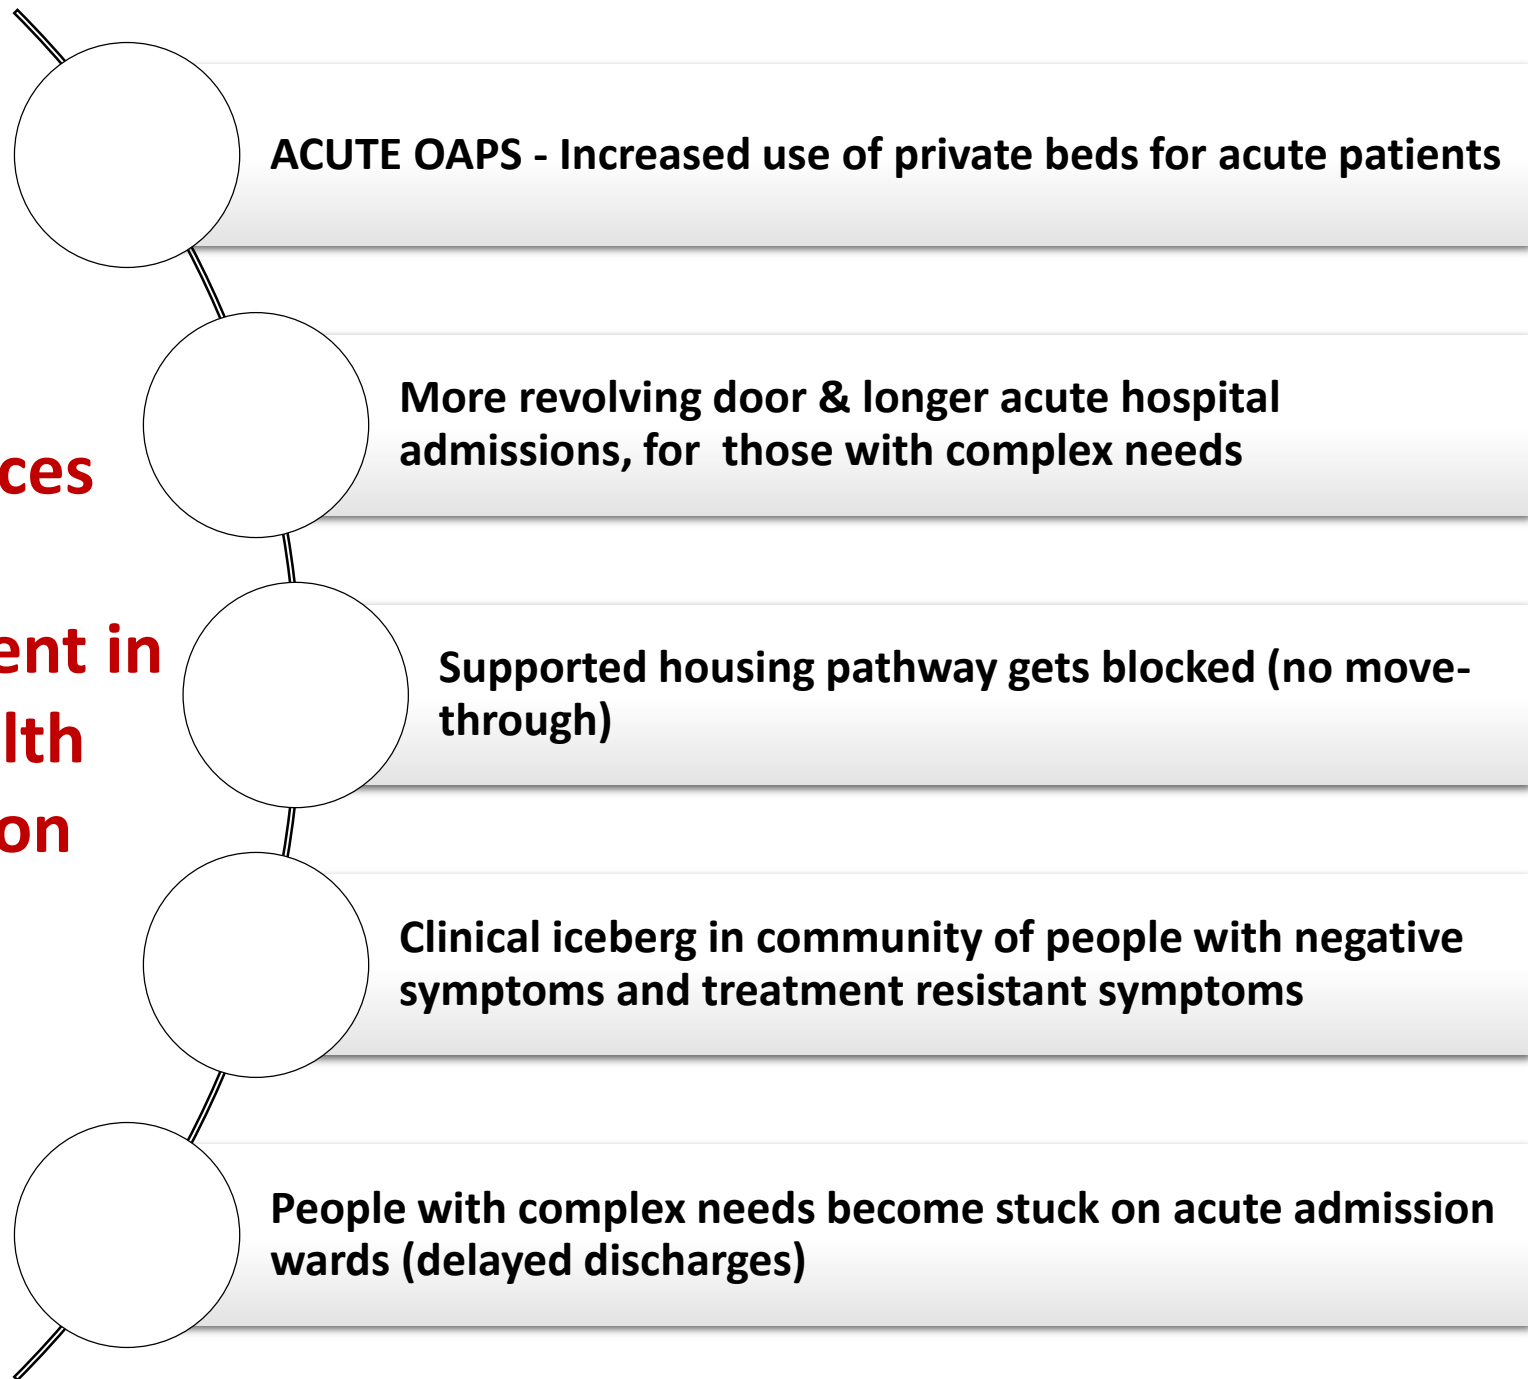 ACUTE OAPS - Increased use of private beds for acute patients
More revolving door & longer acute hospital
admissions, for  those with complex needs
ces
ent in
lth
on
Supported housing pathway gets blocked (no move-
through)
Clinical iceberg in community of people with negative
symptoms and treatment resistant symptoms
People with complex needs become stuck on acute admission
wards (delayed discharges)